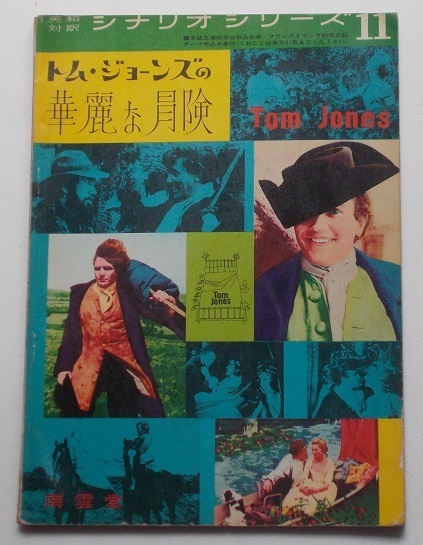 英和
対訳
シナリオシリーズ 11
トム・ジョーンズの
華麗な冒険
Tom Jones
Tom
Jones
南雲堂